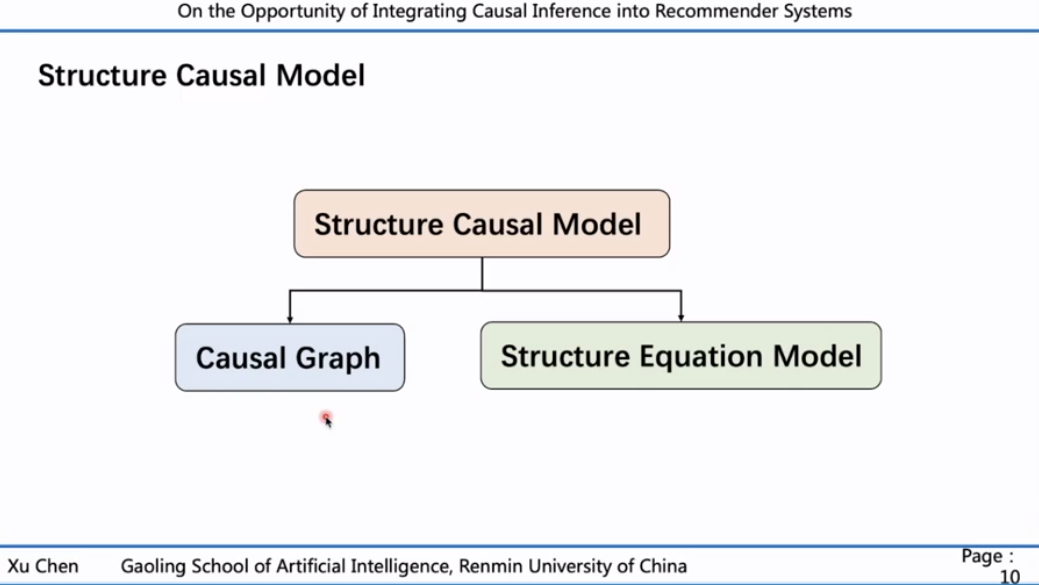 On the Opportunity of Integrating Causal Inference into Recommender Systems
Structure Causal Model
Structure Causal Model
Causal Graph
Structure Equation Model
Xu Chen
Gaoling School of Artificial Intelligence, Renmin University of China
Page :
10